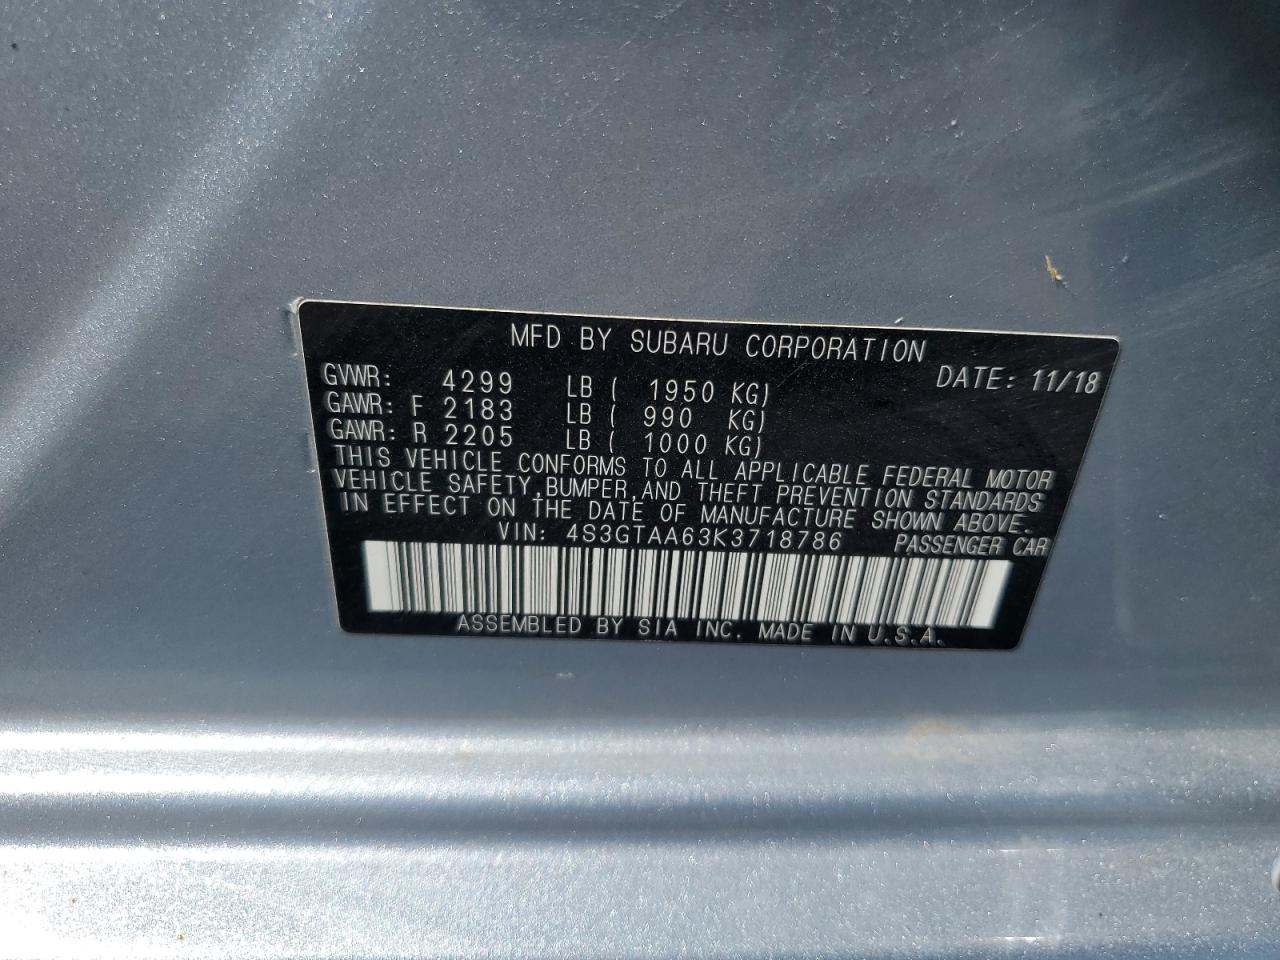 MFD BY SUBARU CORPORATION
DATE: 11/18
GVWR: 4299 LB ( 1950 KG)
GAWR: F 2183 LB ( 990 KG)
GAWR: R 2205 LB ( 1000 KG)
THIS VEHICLE CONFORMS TO ALL APPLICABLE FEDERAL MOTOR
VEHICLE SAFETY, BUMPER, AND THEFT PREVENTION STANDARDS
IN EFFECT ON THE DATE OF MANUFACTURE SHOWN ABOVE.
VIN: 4S3GTAA63K3718786 PASSENGER CAR
ASSEMBLED BY SIA INC. MADE IN U.S.A.